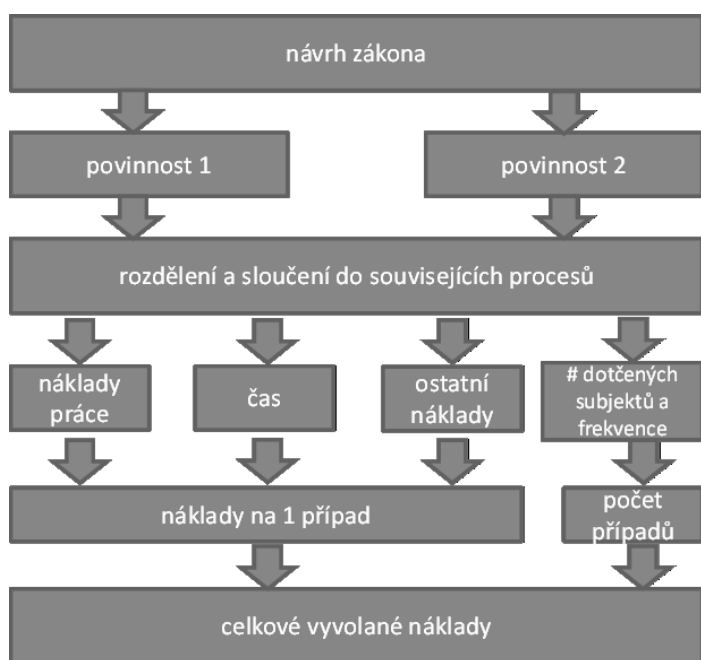 návrh zákona
povinnost 1
povinnost 2
rozdělení a sloučení do souvisejících procesů
náklady
práce
čas
ostatní
náklady
# dotčených
subjektů a
frekvence
náklady na 1 případ
počet
případů
celkové vyvolané náklady